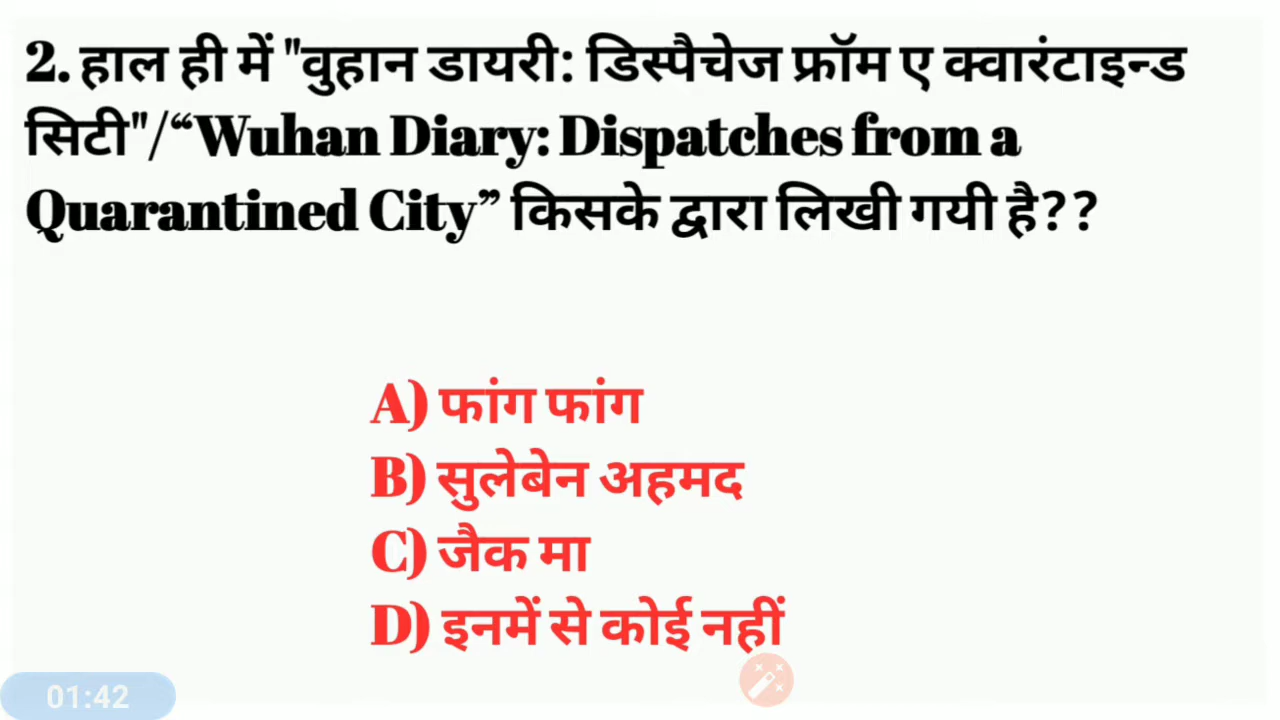 2. हाल ही में "वुहान डायरी: डिस्पैचेज फ्रॉम ए क्वारंटाइन्ड
सिटी"/“Wuhan Diary: Dispatches from a
Quarantined City” किसके द्वारा लिखी गयी है??
A) फांग फांग
B) सुलेबेन अहमद
C) जैक मा
D) इनमें से कोई नहीं
01:42